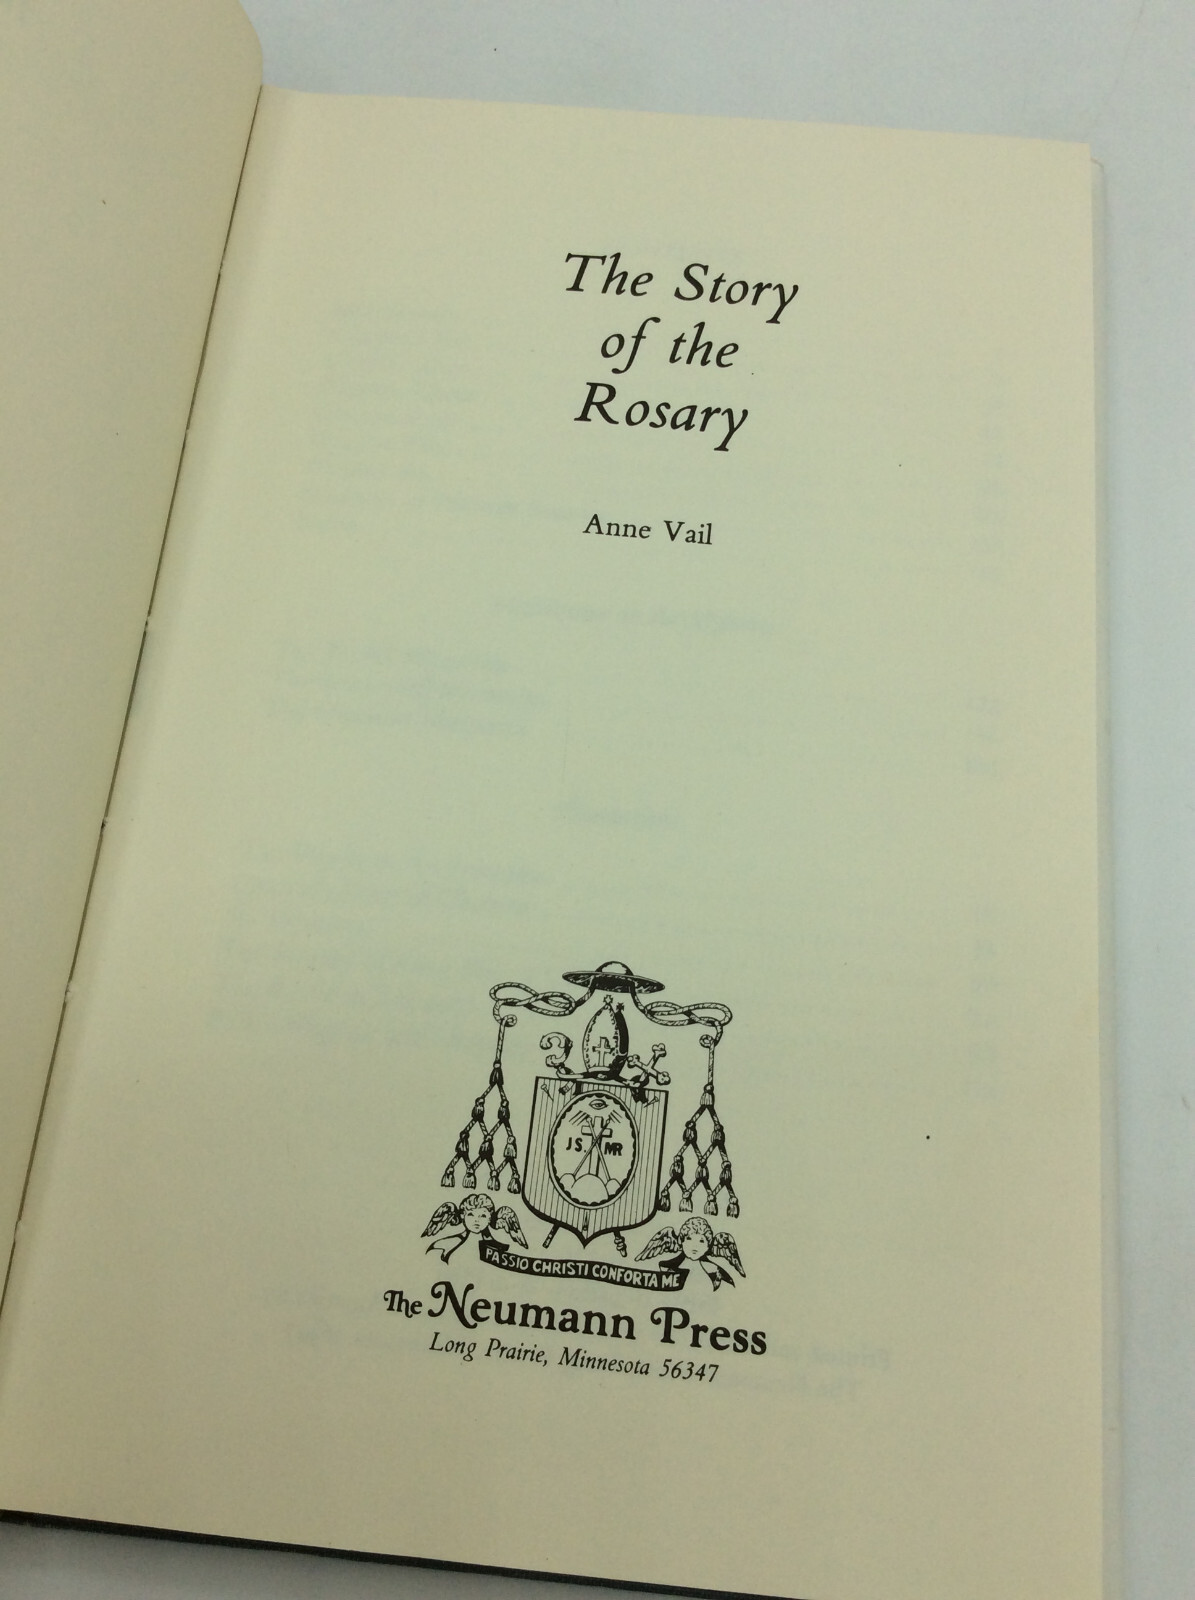 The Story
of the
Rosary
Anne Vail
JS. MR
PASSIO CHRISTI CONFORTA ME
The Neumann Press
Long Prairie, Minnesota 56347